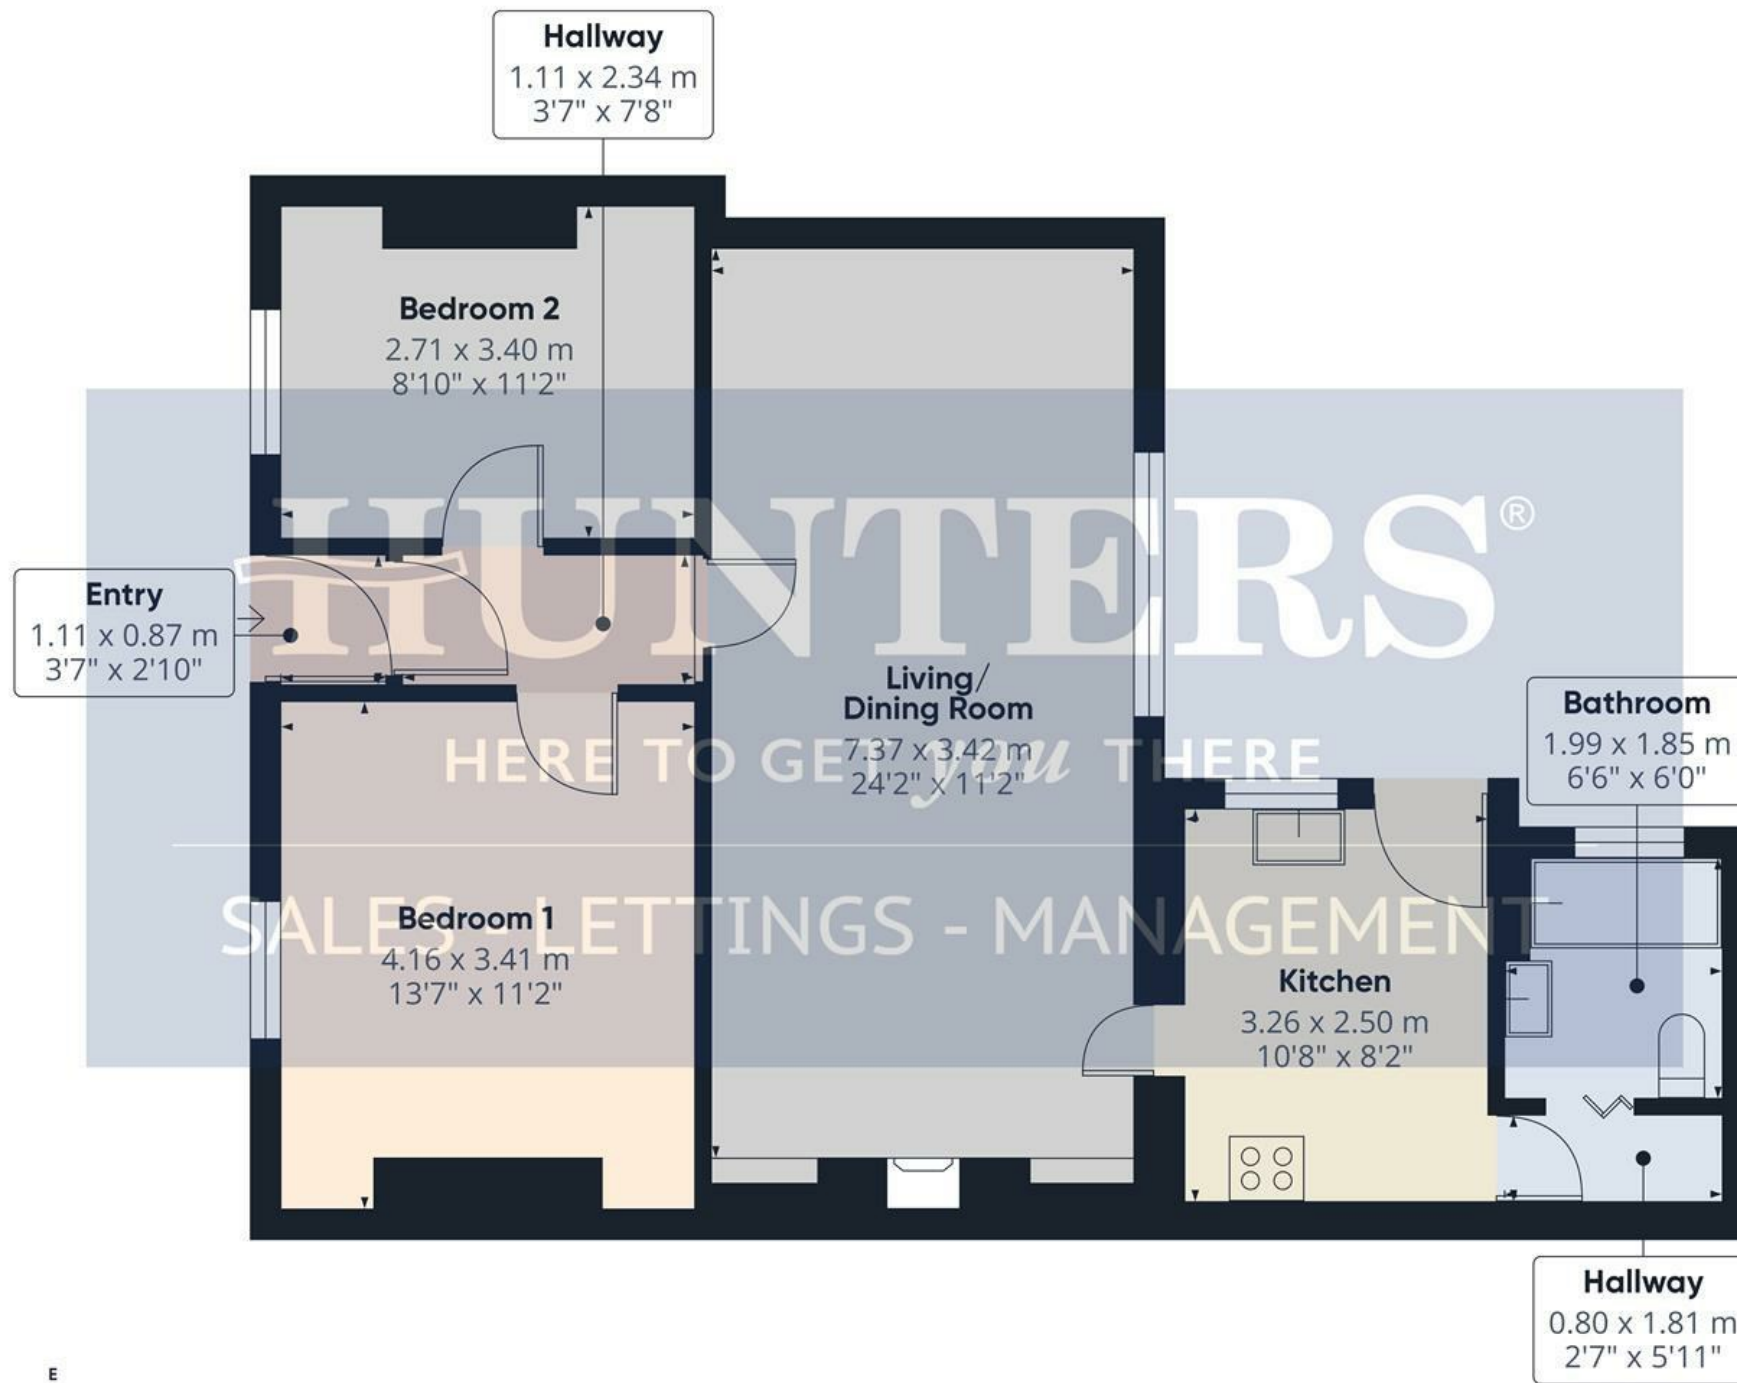 Hallway
1.11 x 2.34 m
3'7" x 7'8"
Bedroom 2
2.71 x 3.40 m
8'10" x 11'2"
HUNTERS®
Entry
1.11 x 0.87 m
3'7" x 2'10"
Living/
Dining Room
7.37 x 3.42 m
24'2" x 11'2"
HERE TO GET you THERE
Bathroom
1.99 x 1.85 m
6'6" x 6'0"
SALES - LETTINGS - MANAGEMENT
Bedroom 1
4.16 x 3.41 m
13'7" x 11'2"
Kitchen
3.26 x 2.50 m
10'8" x 8'2"
Hallway
0.80 x 1.81 m
2'7" x 5'11"
E